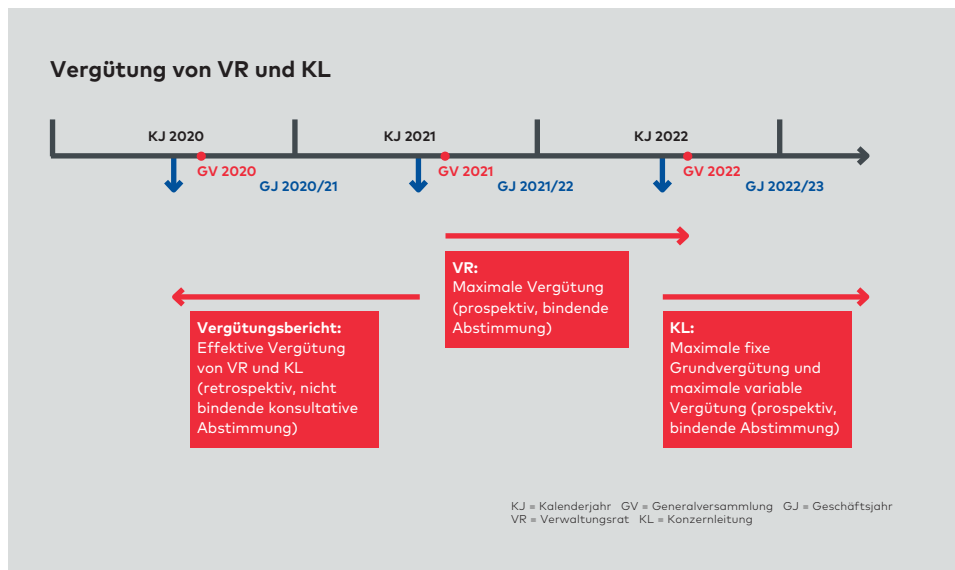 Vergütung von VR und KL
KJ 2020
KJ 2021
KJ 2022
GV 2020
GV 2021
GV 2022
GJ 2020/21
GJ 2021/22
GJ 2022/23
VR:
Maximale Vergütung
(prospektiv, bindende
Abstimmung)
Vergütungsbericht:
Effektive Vergütung
von VR und KL
(retrospektiv, nicht
bindende konsultative
Abstimmung)
KL:
Maximale fixe
Grundvergütung und
maximale variable
Vergütung (prospektiv,
bindende Abstimmung)
KJ = Kalenderjahr GV = Generalversammlung GJ = Geschäftsjahr
VR = Verwaltungsrat KL = Konzernleitung